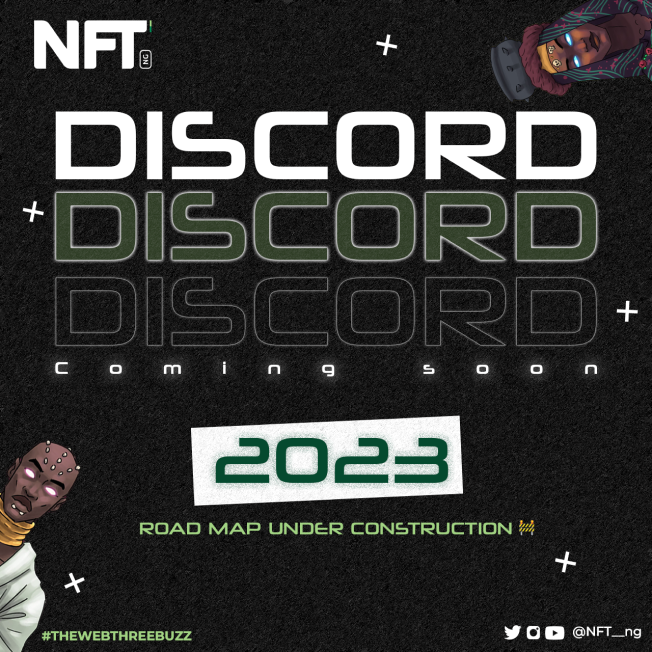 NFT
NG
DISCORD
DISCORD
DISCORD
Coming soon
2023
ROAD MAP UNDER CONSTRUCTION 🚧
#THEWEBTHREEBUZZ
@NFT__ng